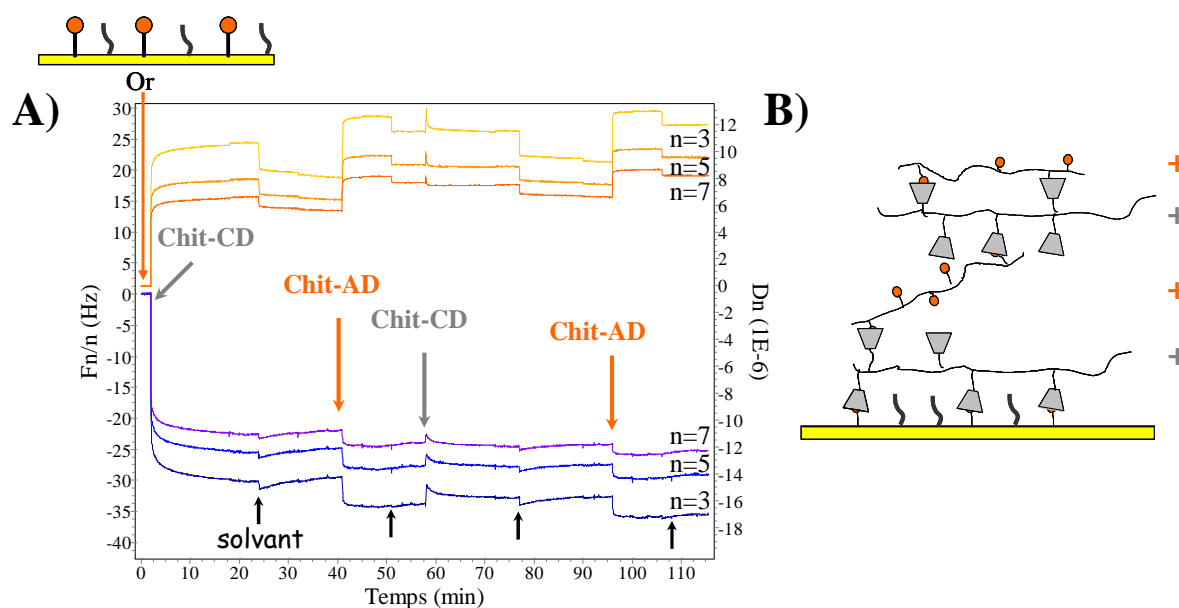 Or
A)
B)
30
25
20
15
10
5
0
-5
-10
-15
-20
-25
-30
-35
-40
Fn/n (Hz)
12
10
8
6
4
2
0
-2
-4
-6
-8
-10
-12
-14
-16
-18
Dn (1E-6)
n=3
n=5
n=7
Chit-CD
Chit-AD
Chit-CD
Chit-AD
n=7
n=5
n=3
solvant
0 10 20 30 40 50 60 70 80 90 100 110
Temps (min)
+
+
+
+